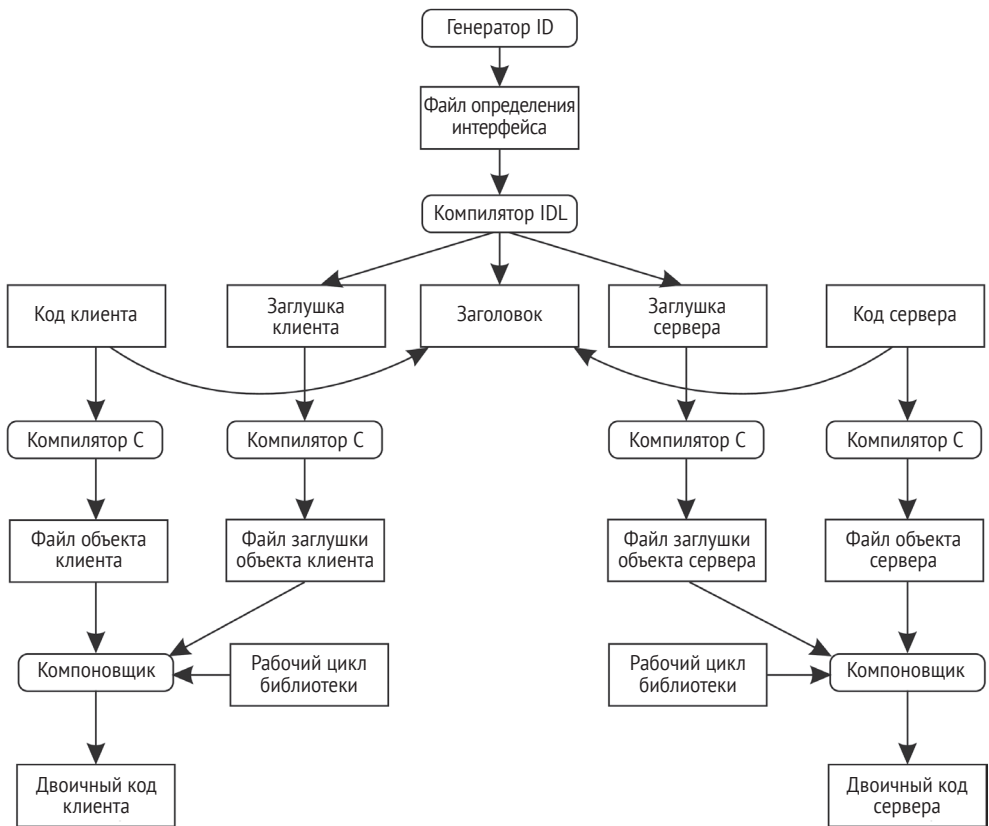 Генератор ID
Файл определения
интерфейса
Компилятор IDL
Код клиента
Заглушка
клиента
Заголовок
Заглушка
сервера
Код сервера
Компилятор C
Компилятор C
Компилятор C
Компилятор C
Файл объекта
клиента
Файл заглушки
объекта клиента
Файл заглушки
объекта сервера
Файл объекта
сервера
Компоновщик
Рабочий цикл
библиотеки
Рабочий цикл
библиотеки
Компоновщик
Двоичный код
клиента
Двоичный код
сервера